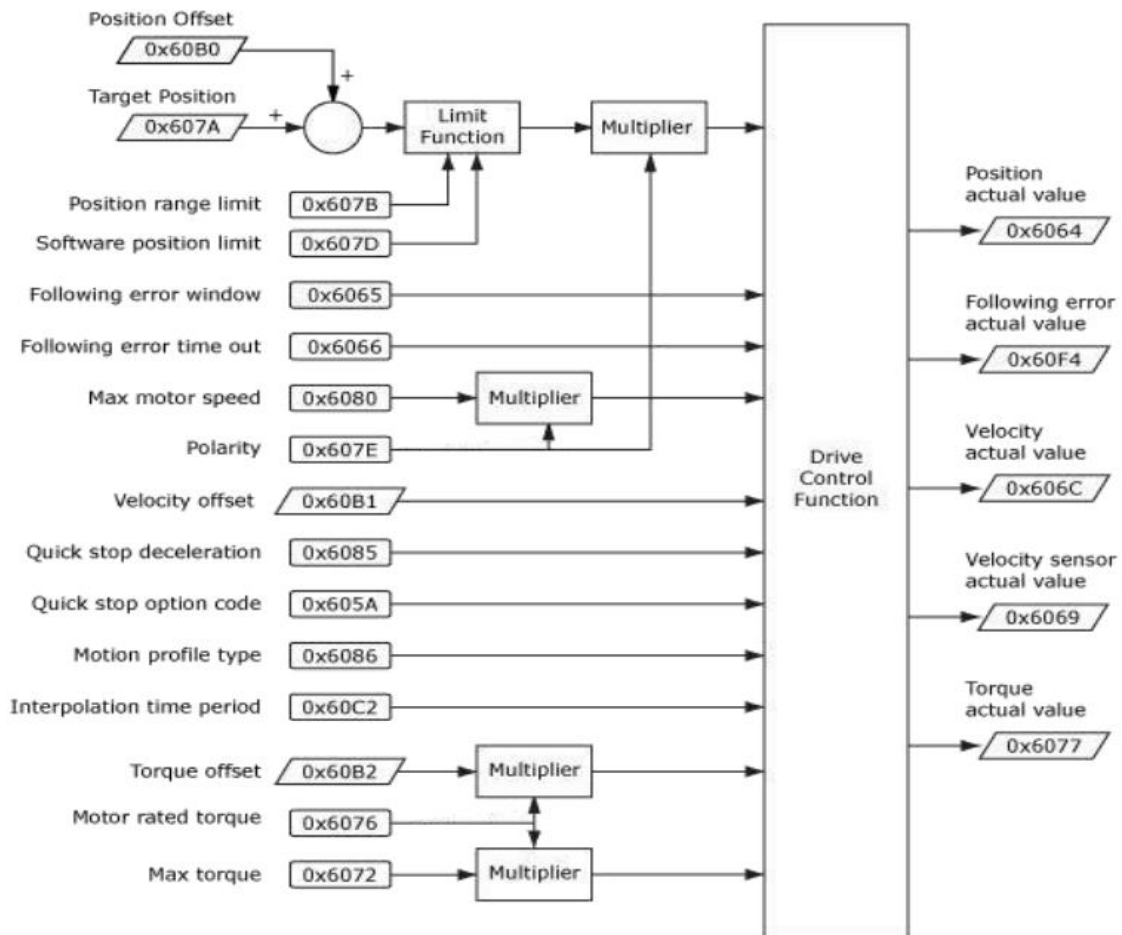 Position Offset
0x60B0
+
Target Position
+
0x607A
Limit
Function
Multiplier
Position range limit 0x607B
Software position limit 0x607D
Following error window 0x6065
Following error time out 0x6066
Max motor speed 0x6080 Multiplier
Polarity 0x607E
Velocity offset 0x60B1
Quick stop deceleration 0x6085
Quick stop option code 0x605A
Motion profile type 0x6086
Interpolation time period 0x60C2
Torque offset 0x60B2 Multiplier
Motor rated torque 0x6076
Max torque 0x6072 Multiplier
Drive
Control
Function
Position
actual value
0x6064
Following error
actual value
0x60F4
Velocity
actual value
0x606C
Velocity sensor
actual value
0x6069
Torque
actual value
0x6077